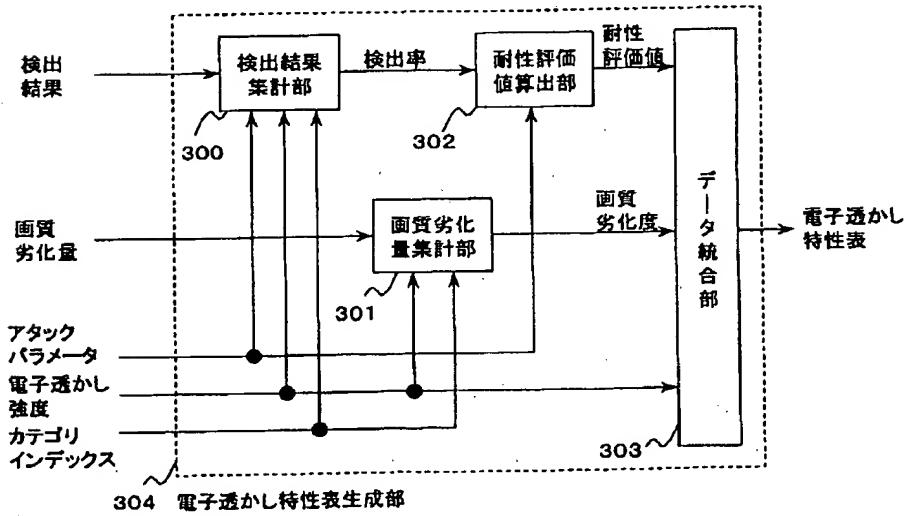 検出
結果
検出結果
集計部
300
検出率
耐性評価
値算出部
302
耐性
評価値
画質
劣化量
画質劣化
量集計部
301
画質
劣化度
データ統合部
303
電子透かし
特性表
アタック
パラメータ
電子透かし
強度
カテゴリ
インデックス
304 電子透かし特性表生成部